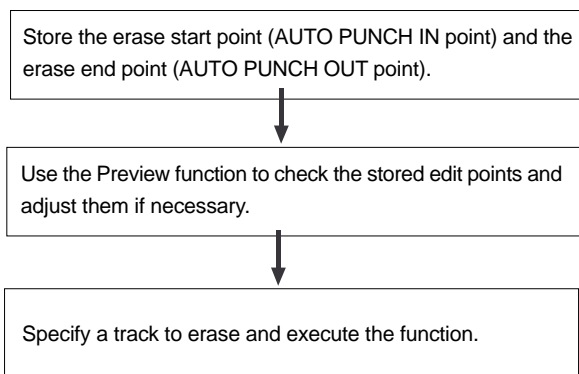 Store the erase start point (AUTO PUNCH IN point) and the
erase end point (AUTO PUNCH OUT point).
Use the Preview function to check the stored edit points and
adjust them if necessary.
Specify a track to erase and execute the function.